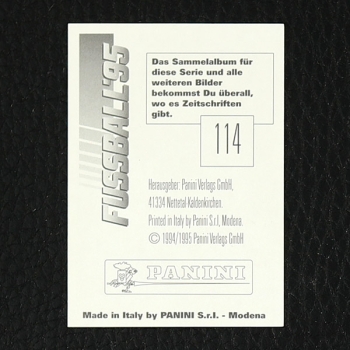 FUSSBALL'95
Das Sammelalbum für
diese Serie und alle
weiteren Bilder
bekommst Du überall,
wo es Zeitschriften
gibt.
114
Herausgeber: Panini Verlags GmbH,
41334 Nettetal-Kaldenkirchen.
Printed in Italy by Panini S.r.l., Modena
© 1994/1995 Panini Verlags GmbH
PANINI
Made in Italy by PANINI S.r.l. - Modena